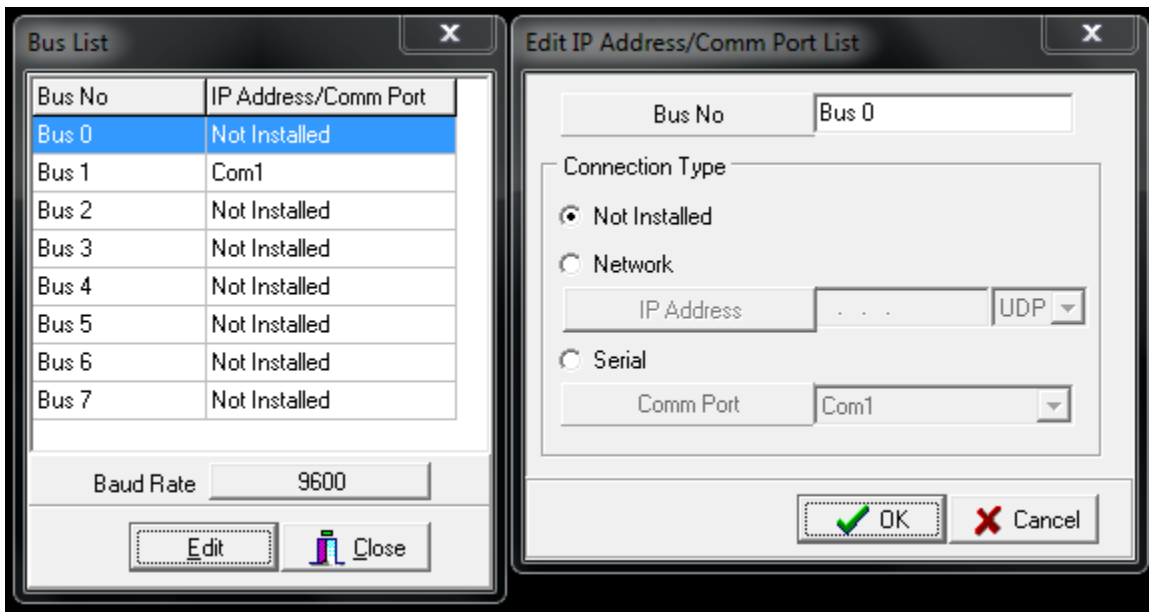 Bus List
x
Bus No IP Address/Comm Port
Bus 0 Not Installed
Bus 1 Com1
Bus 2 Not Installed
Bus 3 Not Installed
Bus 4 Not Installed
Bus 5 Not Installed
Bus 6 Not Installed
Bus 7 Not Installed
Baud Rate 9600
Edit Close
Edit IP Address/Comm Port List
x
Bus No Bus 0
Connection Type
Not Installed
Network
IP Address . . . UDP
Serial
Comm Port Com1
OK Cancel